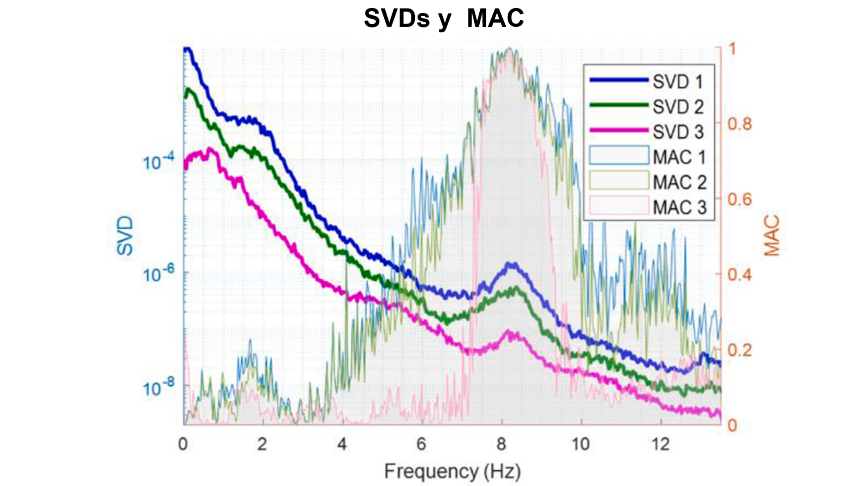 SVDs y MAC
1
SVD 1
SVD 2
SVD 3
MAC 1
MAC 2
MAC 3
0.8
0.6
0.4
0.2
0
10-4
10-6
10-8
SVD
MAC
0 2 4 6 8 10 12
Frequency (Hz)